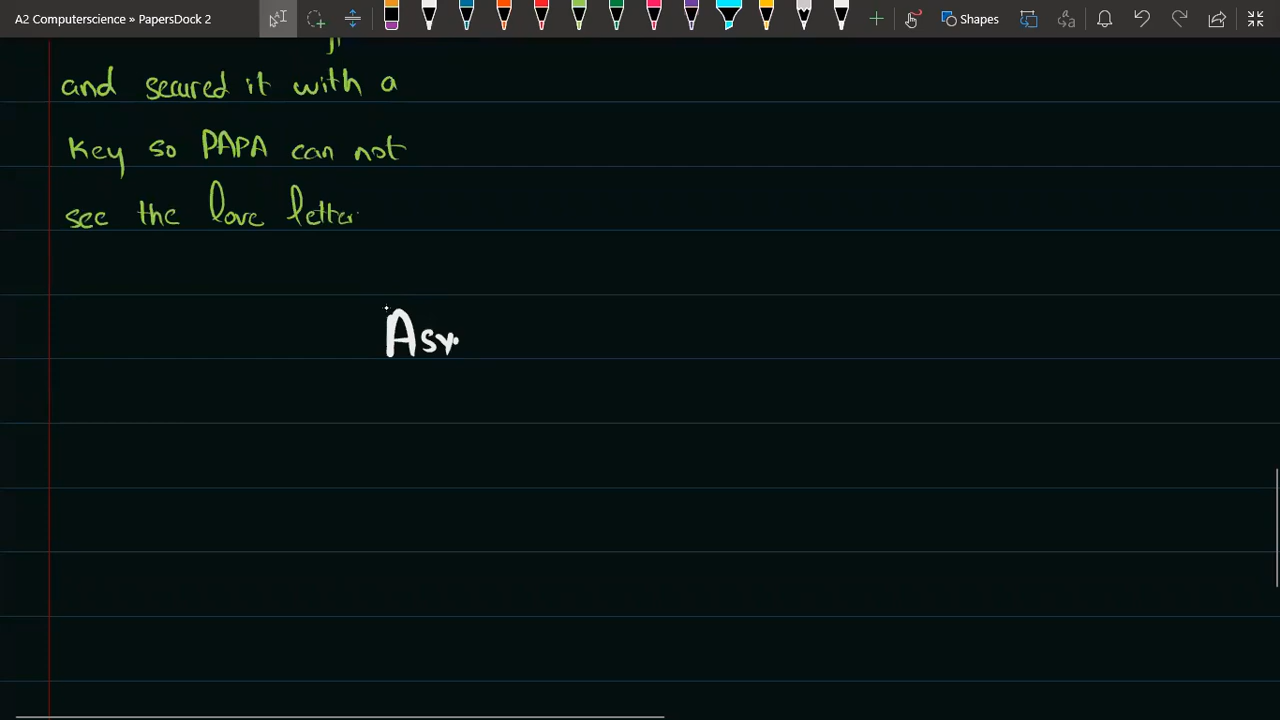 A2 Computerscience » PapersDock 2
Shapes
and secured it with a
key so PAPA can not
see the love letter
Asy